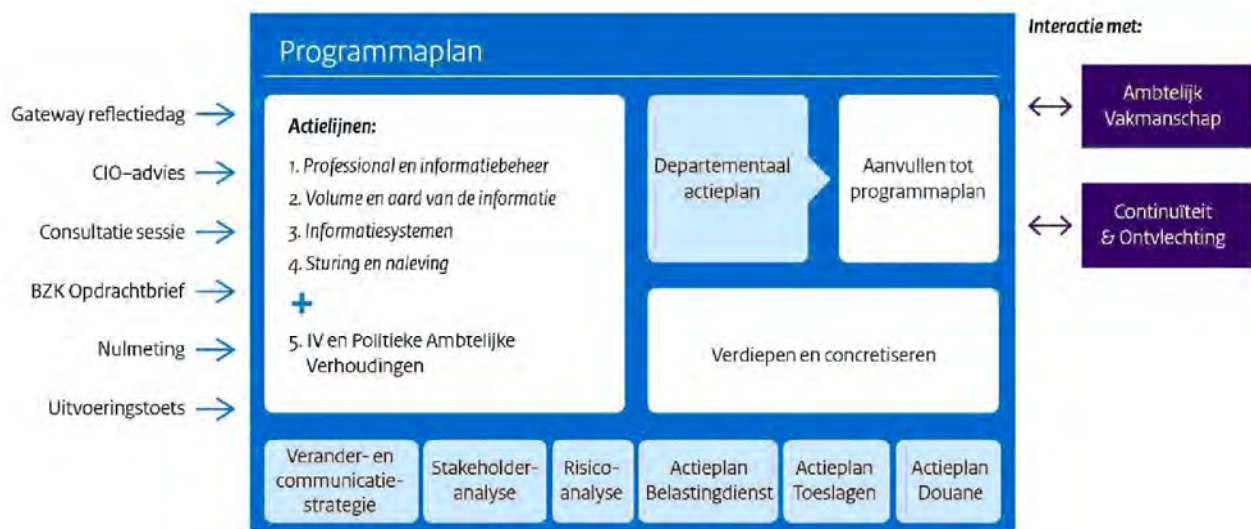 Programmaplan
Interactie met:
Gateway reflectiedag
CIO-advies
Consultatie sessie
BZK Opdrachtbrief
Nulmeting
Uitvoeringstoets
Actielijnen:
1. Professional en informatiebeheer
2. Volume en aard van de informatie
3. Informatiesystemen
4. Sturing en naleving
+
5. IV en Politieke Ambtelijke
Verhoudingen
Departementaal
actieplan
Aanvullen tot
programmaplan
Verdiepen en concretiseren
Ambtelijk
Vakmanschap
Continuïteit
& Ontvlechting
Verander- en
communicatie-
strategie
Stakeholder-
analyse
Risico-
analyse
Actieplan
Belastingdienst
Actieplan
Toeslagen
Actieplan
Douane